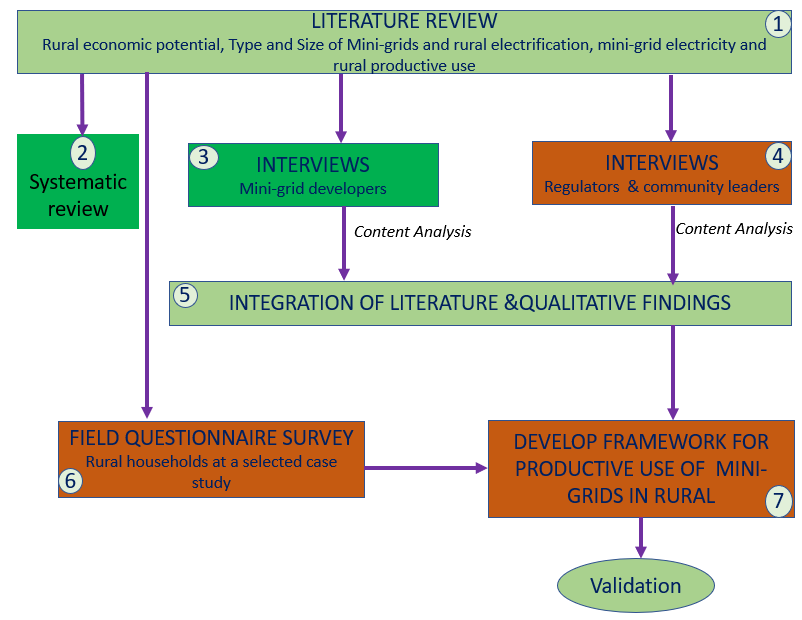 LITERATURE REVIEW
1
Rural economic potential, Type and Size of Mini-grids and rural electrification, mini-grid electricity and
rural productive use
2
Systematic
review
3
INTERVIEWS
Mini-grid developers
4
INTERVIEWS
Regulators & community leaders
Content Analysis
Content Analysis
5
INTEGRATION OF LITERATURE &QUALITATIVE FINDINGS
FIELD QUESTIONNAIRE SURVEY
Rural households at a selected case
study
6
DEVELOP FRAMEWORK FOR
PRODUCTIVE USE OF MINI-
GRIDS IN RURAL
7
Validation